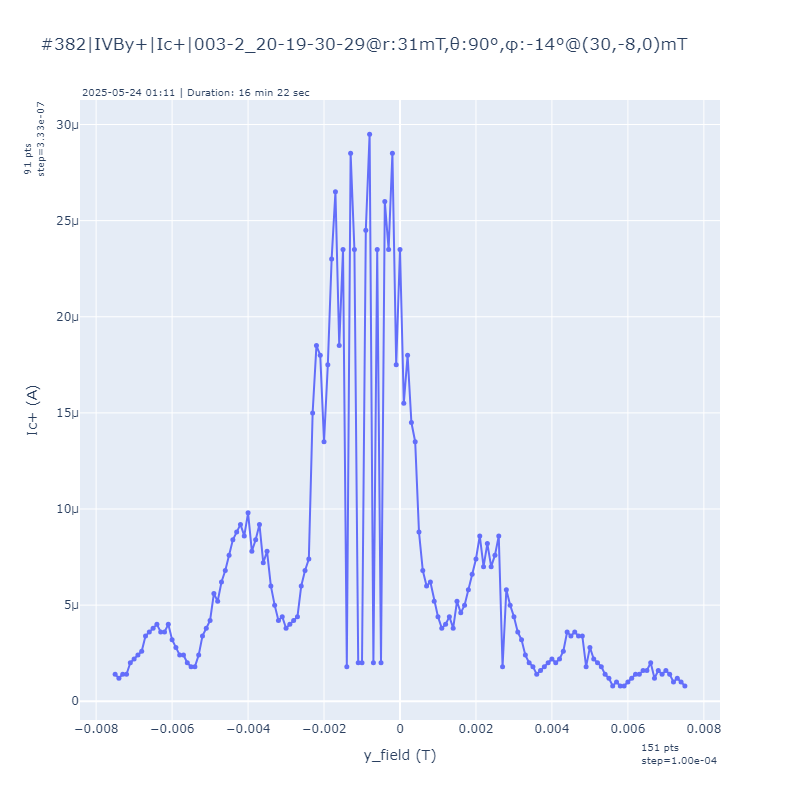 #382|IVBy+|Ic+|003-2_20-19-30-29@r:31mT,θ:90º,φ:-14º@(30,-8,0)mT
2025-05-24 01:11 | Duration: 16 min 22 sec
91 pts
step=3.33e-07
30μ
25μ
20μ
15μ
10μ
5μ
0
Ic+ (A)
−0.008
−0.006
−0.004
−0.002
0
0.002
0.004
0.006
0.008
y_field (T)
151 pts
step=1.00e-04